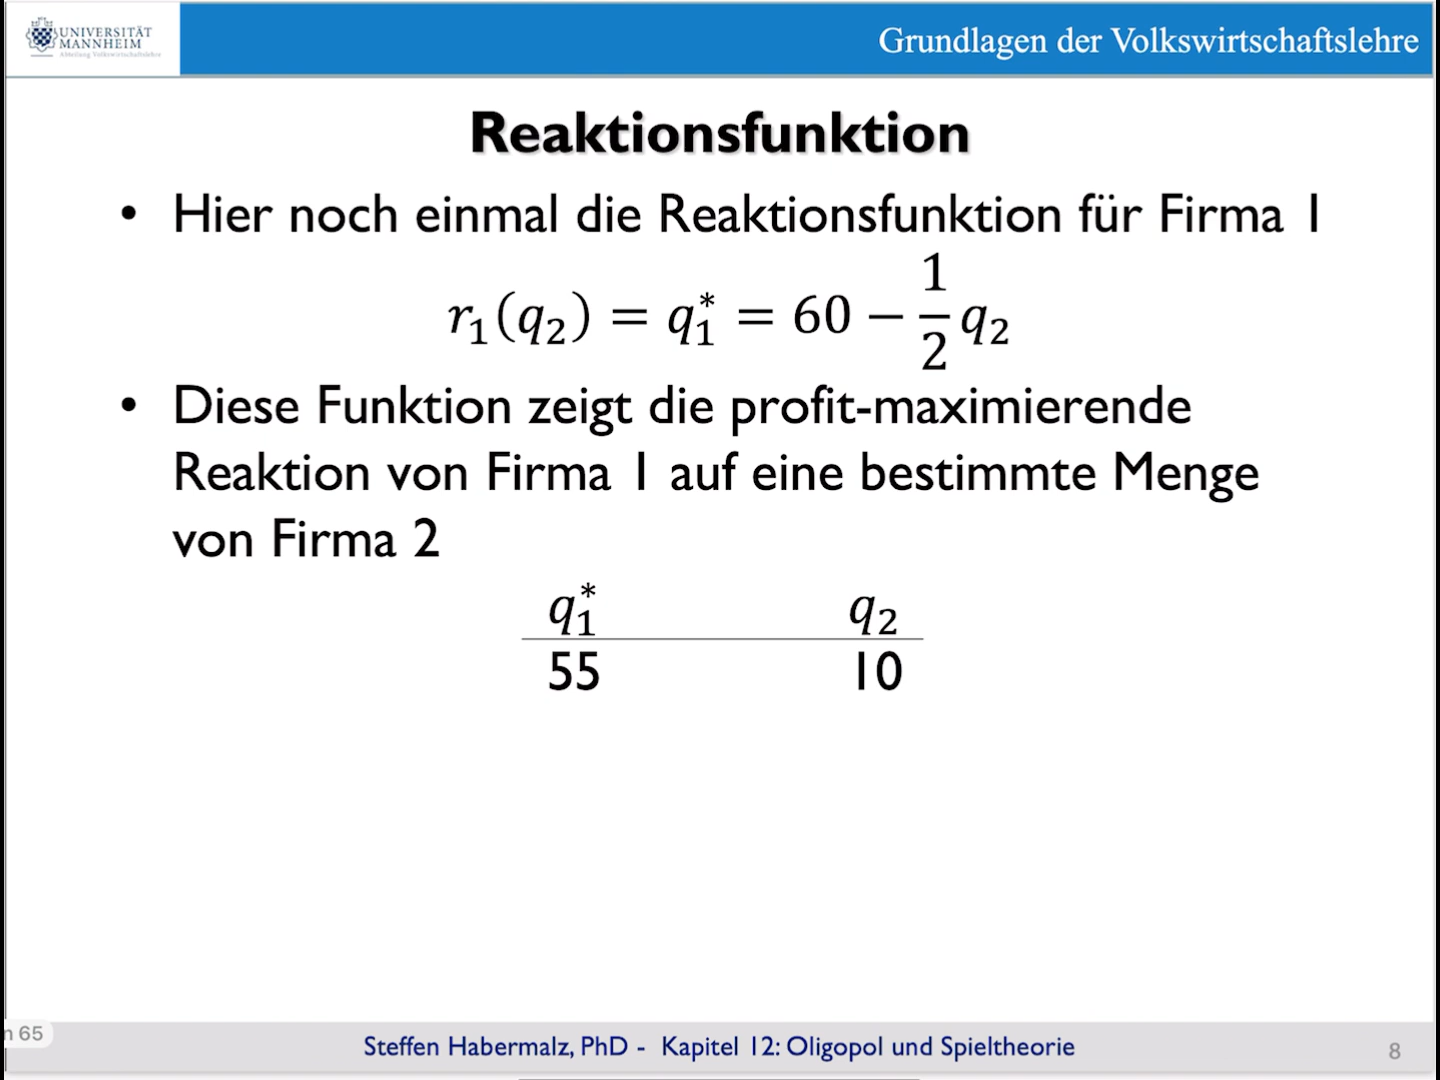 UNIVERSITÄT
MANNHEIM
Abteilung Volkswirtschaftslehre
Grundlagen der Volkswirtschaftslehre
Reaktionsfunktion
• Hier noch einmal die Reaktionsfunktion für Firma 1
r₁(q₂) = q₁* = 60 − 1/2 q₂
• Diese Funktion zeigt die profit-maximierende
Reaktion von Firma 1 auf eine bestimmte Menge
von Firma 2
q₁* q₂
55 10
n 65
Steffen Habermalz, PhD - Kapitel 12: Oligopol und Spieltheorie
8